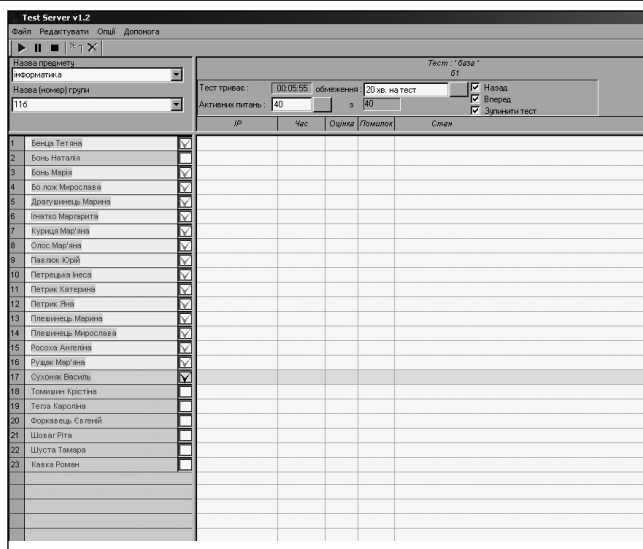 Test Server v1.2
Файл Редактувати Опції Допомога
Назва предмету
інформатика
Назва (номер) групи
116
Тест : ' база '
61
Тест триває : 00:05:55 обмеження : 20 хв. на тест
Активних питань : 40 з 40
Назад
Вперед
Зупинити тест
IP Час Оцінка Помилок Стан
1 Бенца Тетяна
2 Бонь Наталія
3 Бонь Марія
4 Бо лож Мирослава
5 Драгушинець Марина
6 Ігнатко Маргарита
7 Куриця Мар'яна
8 Олос Мар'яна
9 Павлюк Юрій
10 Петрецька Інеса
11 Петрик Катерина
12 Петрик Яна
13 Плешинець Марина
14 Плешинець Мирослава
15 Росоха Ангеліна
16 Рущак Мар'яна
17 Сухоняк Василь
18 Томишин Крістіна
19 Тегза Кароліна
20 Форкавець Євгеній
21 Шовгаг Ріта
22 Шуста Тамара
23 Кавка Роман